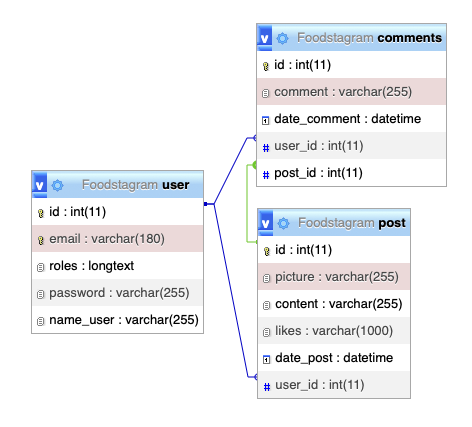 Foodstagram comments
id : int(11)
comment : varchar(255)
date_comment : datetime
user_id : int(11)
post_id : int(11)
Foodstagram user
id : int(11)
email : varchar(180)
roles : longtext
password : varchar(255)
name_user : varchar(255)
Foodstagram post
id : int(11)
picture : varchar(255)
content : varchar(255)
likes : varchar(1000)
date_post : datetime
user_id : int(11)